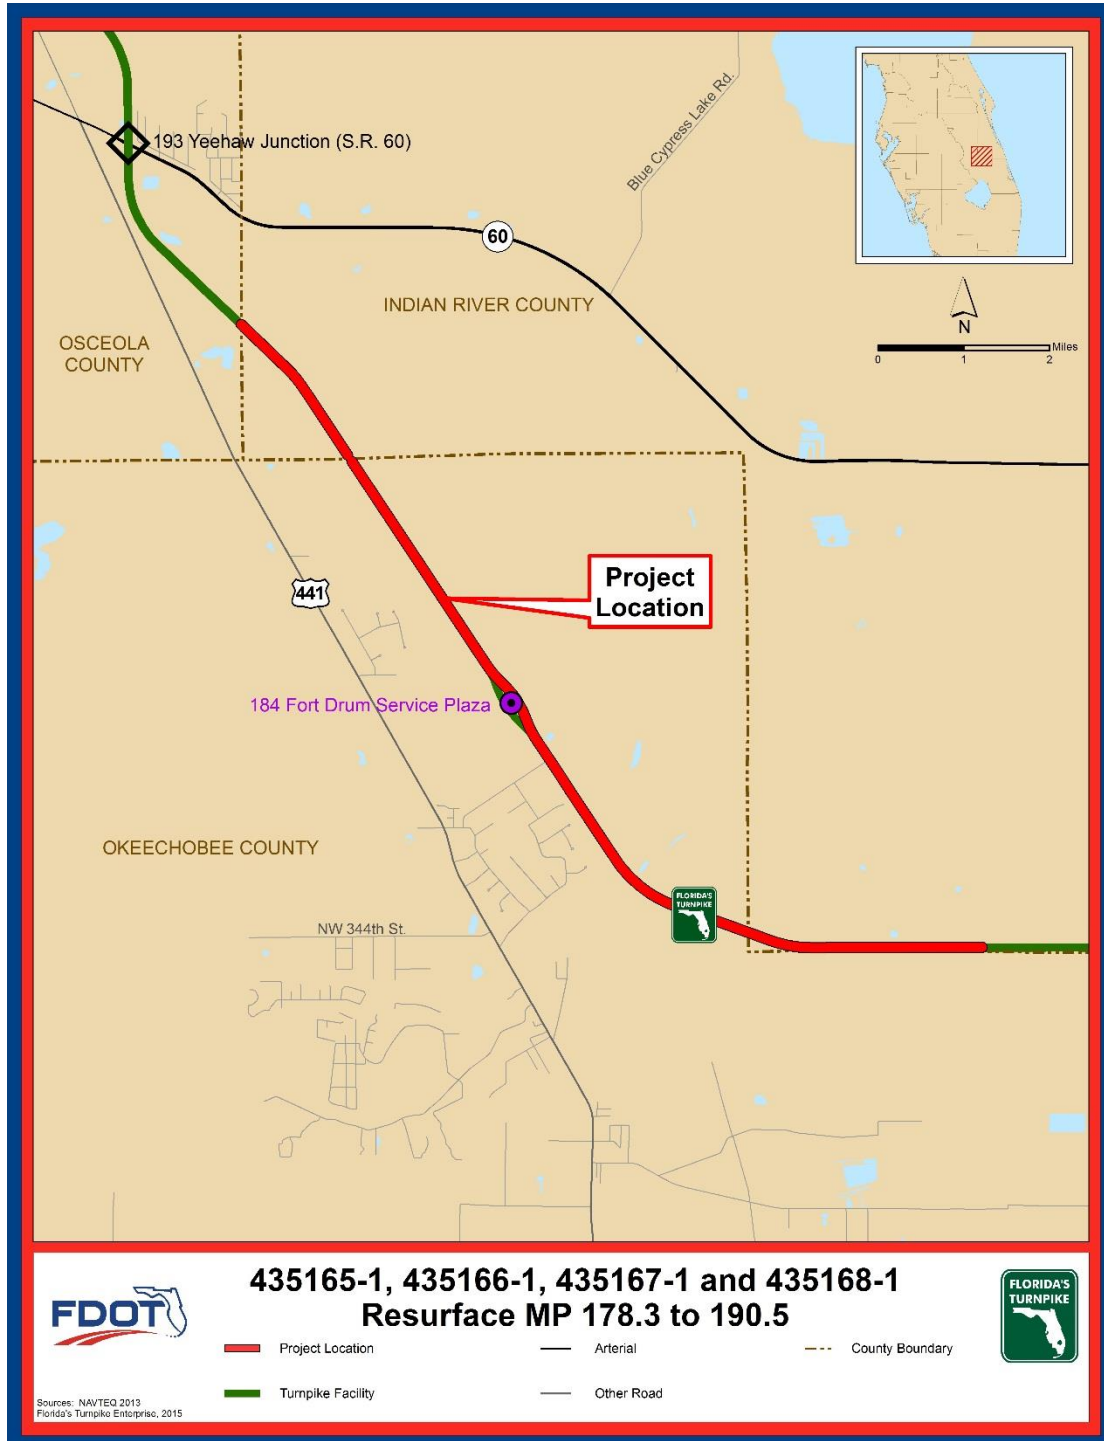 Blue Cypress Lake Rd.
193 Yeehaw Junction (S.R. 60)
60
INDIAN RIVER COUNTY
N
Miles
0 1 2
OSCEOLA
COUNTY
441
Project
Location
184 Fort Drum Service Plaza
OKEECHOBEE COUNTY
FLORIDA'S
TURNPIKE
NW 344th St.
435165-1, 435166-1, 435167-1 and 435168-1
Resurface MP 178.3 to 190.5
FDOT
Project Location
Arterial
County Boundary
Turnpike Facility
Other Road
FLORIDA'S
TURNPIKE
Sources: NAVTEQ 2013
Florida's Turnpike Enterprise, 2015